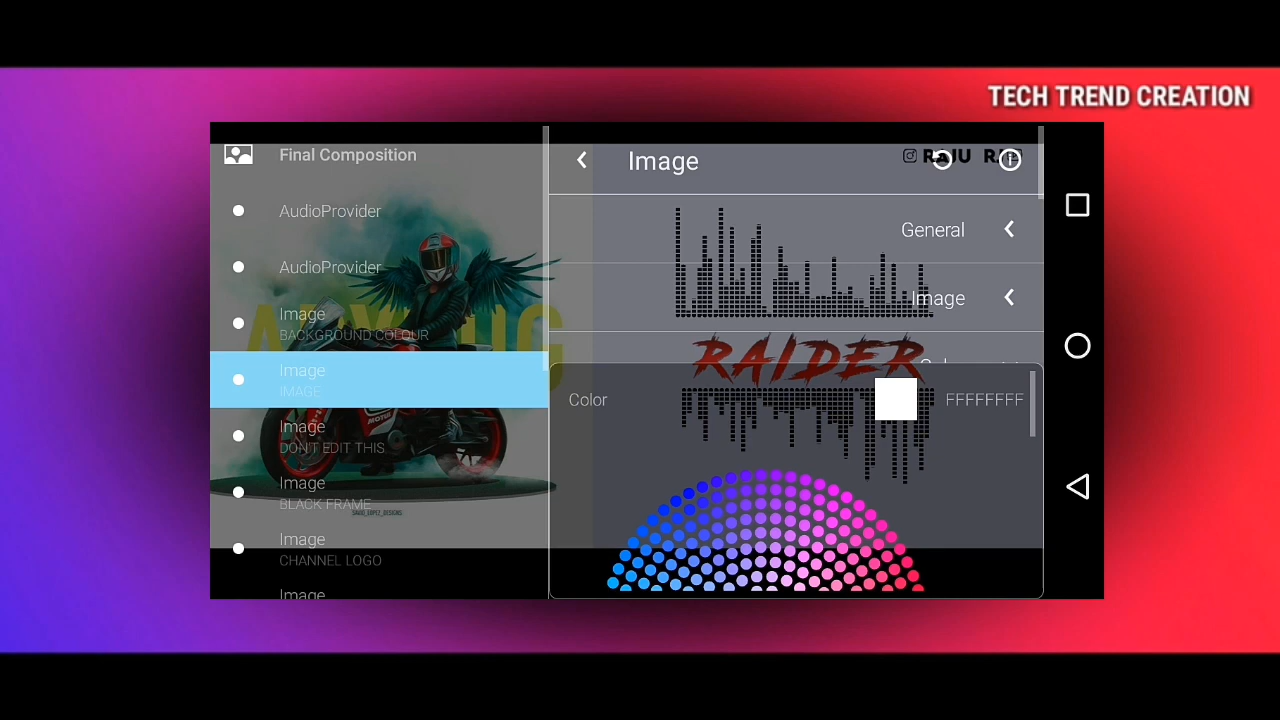 TECH TREND CREATION
Final Composition
AudioProvider
AudioProvider
Image
BACKGROUND COLOUR
Image
IMAGE
Image
DON'T EDIT THIS
Image
BLACK FRAME
Image
CHANNEL LOGO
Image
Image
RAJU
General
Image
RAIDER
Color
FFFFFFFF
MOTUL